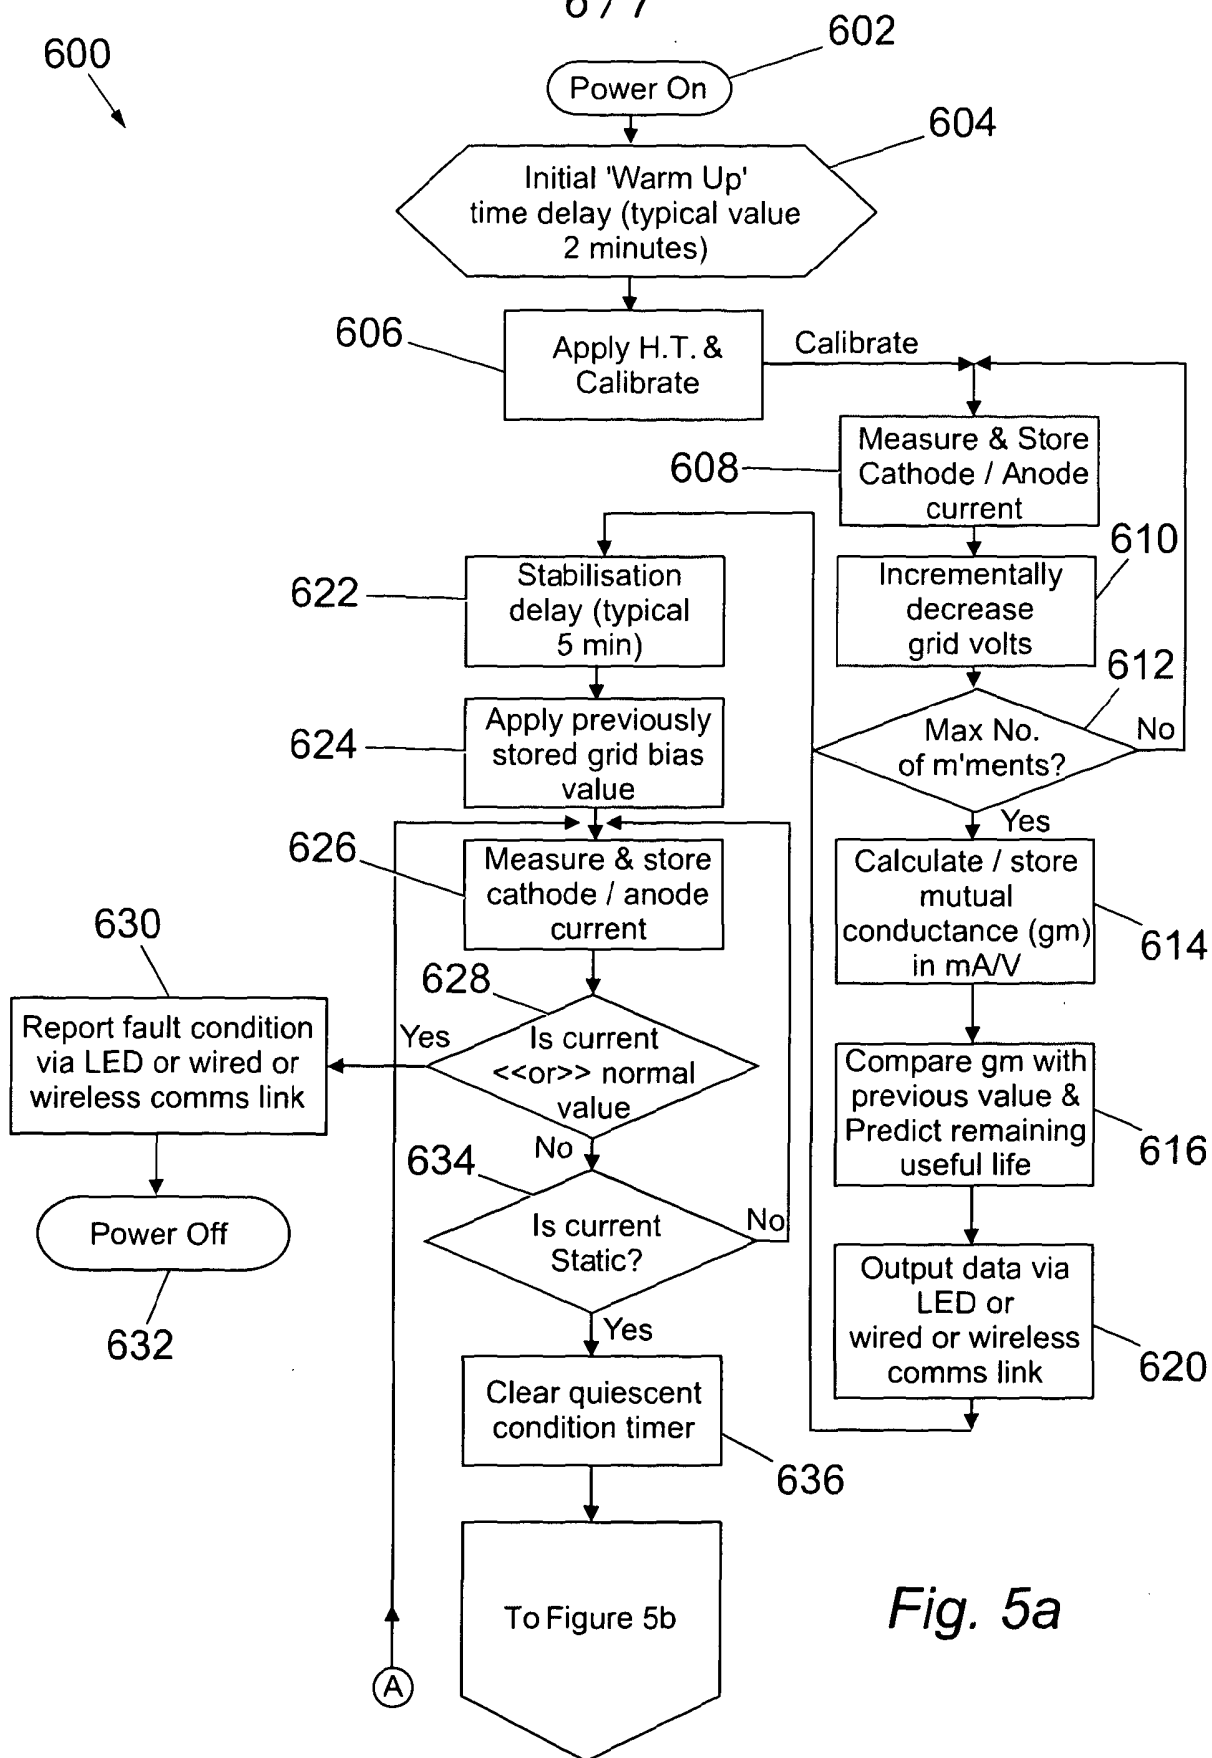 6 / 7
600
602
Power On
604
Initial 'Warm Up'
time delay (typical value
2 minutes)
606
Apply H.T. &
Calibrate
Calibrate
608
Measure & Store
Cathode / Anode
current
610
Incrementally
decrease
grid volts
612
Max No.
of m'ments?
No
Yes
614
Calculate / store
mutual
conductance (gm)
in mA/V
616
Compare gm with
previous value &
Predict remaining
useful life
620
Output data via
LED or
wired or wireless
comms link
622
Stabilisation
delay (typical
5 min)
624
Apply previously
stored grid bias
value
626
Measure & store
cathode / anode
current
628
Is current
<<or>> normal
value
Yes
No
630
Report fault condition
via LED or wired or
wireless comms link
Power Off
632
634
Is current
Static?
No
Yes
Clear quiescent
condition timer
636
To Figure 5b
A
Fig. 5a